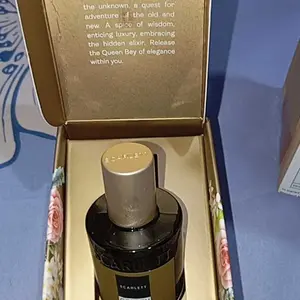 the unknown, a quest for
adventure of the old and
new. A spice of wisdom,
enticing luxury, embracing
the hidden elixir. Release
the Queen Bey of elegance
within you.
SCARLETT
SCARLETT